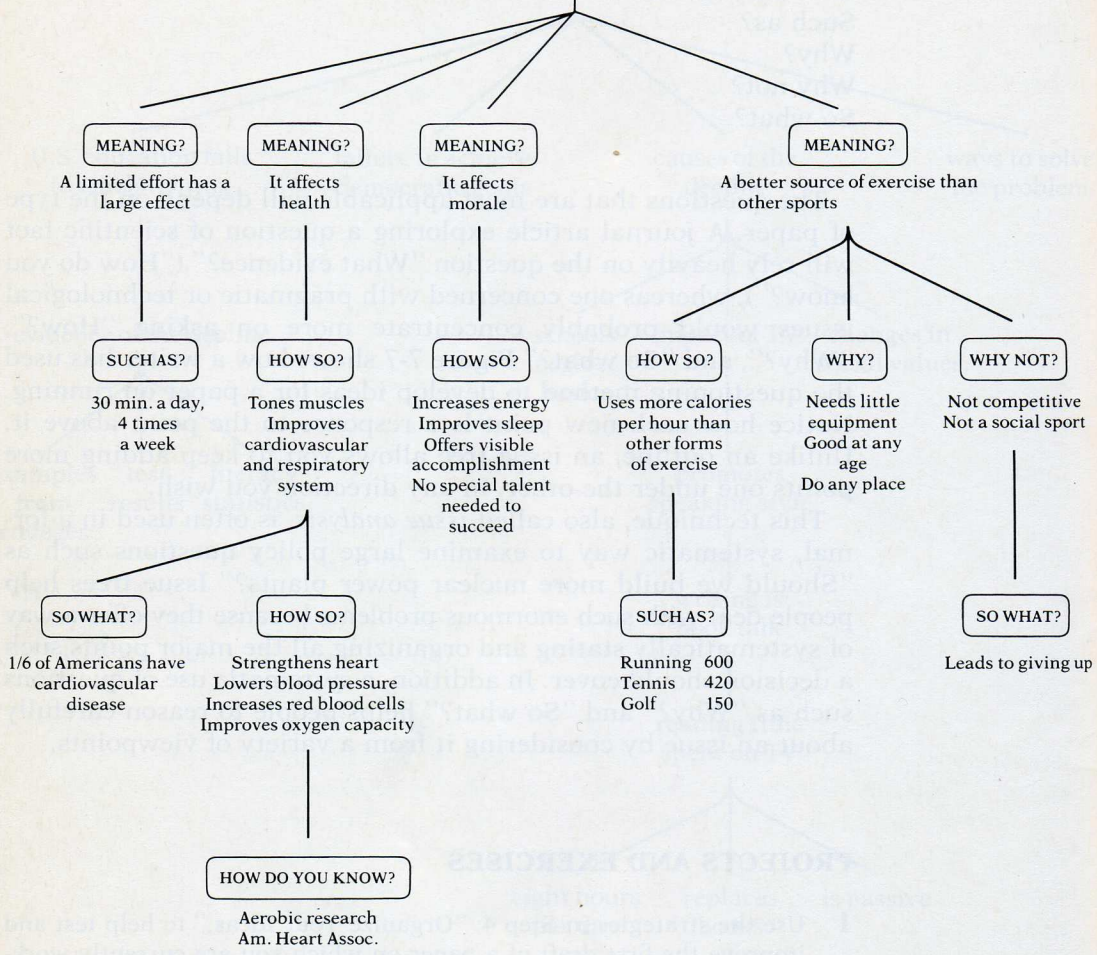 MEANING?
A limited effor has a
large effect
MEANING?
It affects
health
MEANING?
It affects
morale
MEANING?
A better source of exercise than
other sports
SUCH AS?
30 min. a day,
4 times
a week
HOW SO?
Tones muscles
Improves
cardiovascular
and respiratory
system
HOW SO?
Increases energy
Improves sleep
Offers visible
accomplishment
No special talent
needed to
succeed
HOW SO?
Uses more calories
per hour than
other forms
of exercise
WHY?
Needs little
equipment
Good at any
age
Do any place
WHY NOT?
Not competitive
Not a social sport
SO WHAT?
1/6 of Americans have
cardiovascular
disease
HOW SO?
Strengthens heart
Lowers blood pressure
Increases red blood cells
Improves oxygen capacity
SUCH AS?
Running 600
Tennis 420
Golf 150
SO WHAT?
Leads to giving up
HOW DO YOU KNOW?
Aerobic research
Am. Heart Assoc.